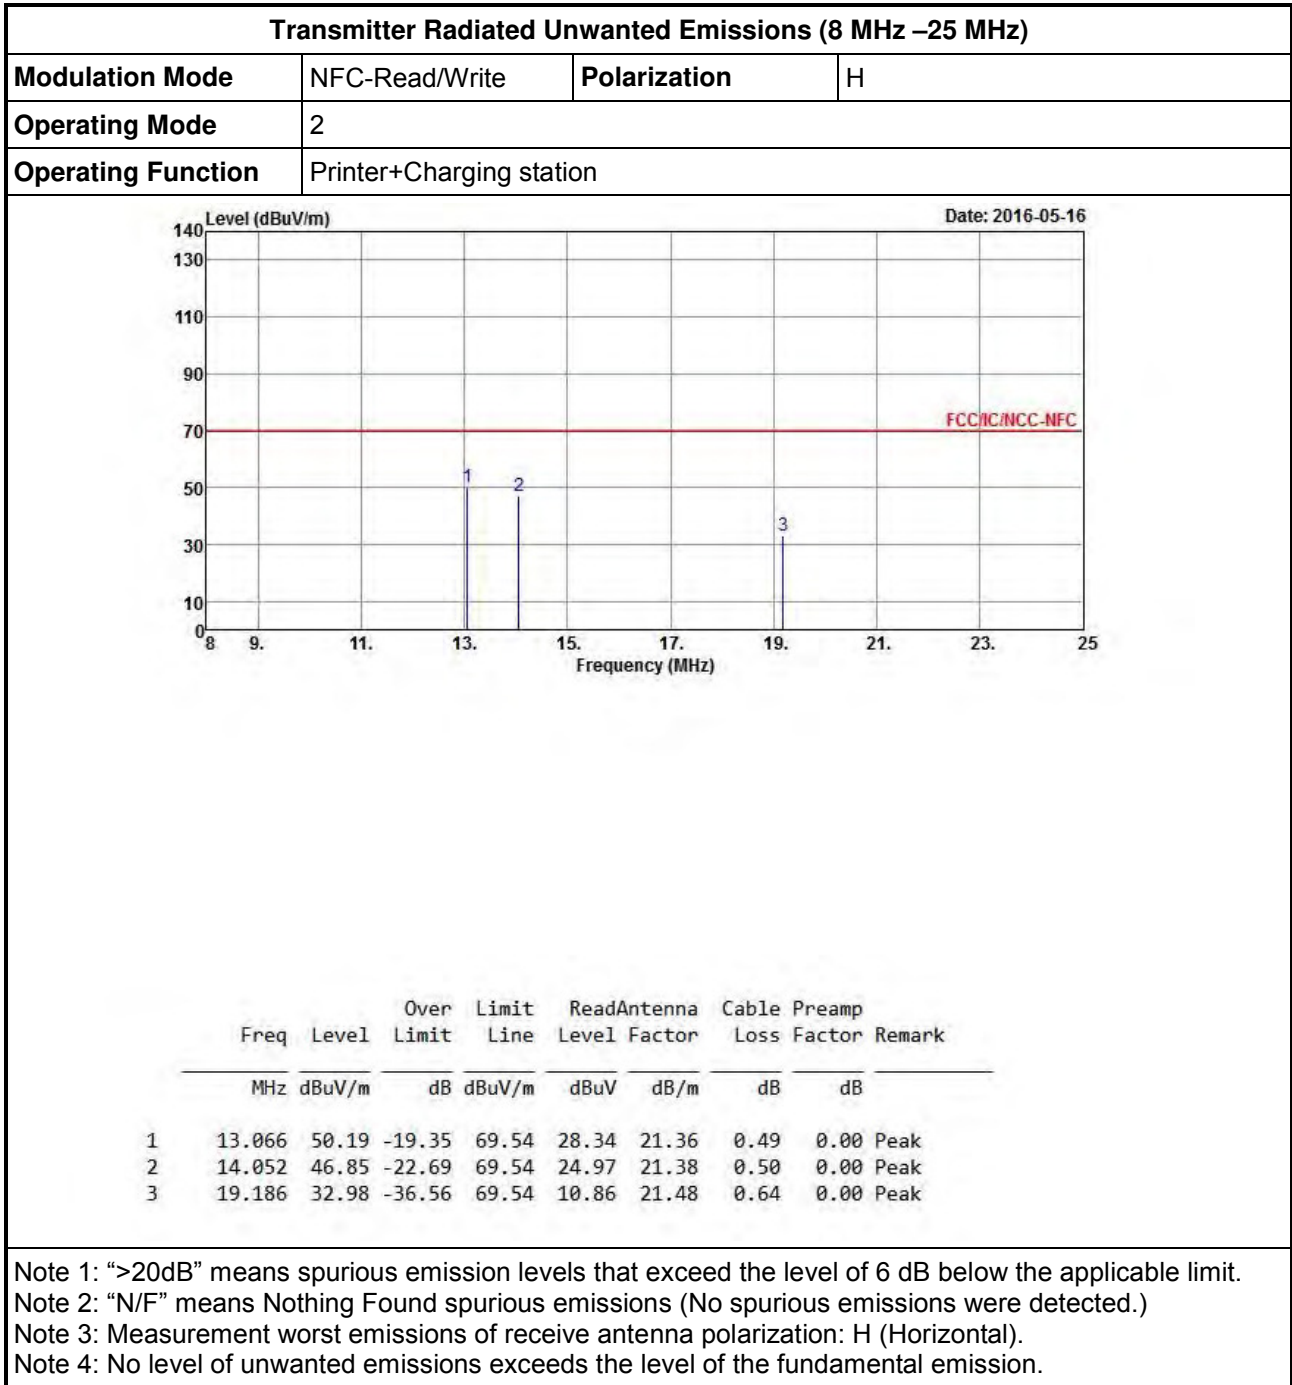 Transmitter Radiated Unwanted Emissions (8 MHz –25 MHz)
Modulation Mode NFC-Read/Write Polarization H
Operating Mode 2
Operating Function Printer+Charging station
Level (dBuV/m) Date: 2016-05-16
140
130
110
90
FCC/IC/NCC-NFC
70
1
2
50
3
30
10
0
8 9. 11. 13. 15. 17. 19. 21. 23. 25
Frequency (MHz)
Over Limit ReadAntenna Cable Preamp
Freq Level Limit Line Level Factor Loss Factor Remark
MHz dBuV/m dB dBuV/m dBuV dB/m dB dB
1 13.066 50.19 -19.35 69.54 28.34 21.36 0.49 0.00 Peak
2 14.052 46.85 -22.69 69.54 24.97 21.38 0.50 0.00 Peak
3 19.186 32.98 -36.56 69.54 10.86 21.48 0.64 0.00 Peak
Note 1: “>20dB” means spurious emission levels that exceed the level of 6 dB below the applicable limit.
Note 2: “N/F” means Nothing Found spurious emissions (No spurious emissions were detected.)
Note 3: Measurement worst emissions of receive antenna polarization: H (Horizontal).
Note 4: No level of unwanted emissions exceeds the level of the fundamental emission.